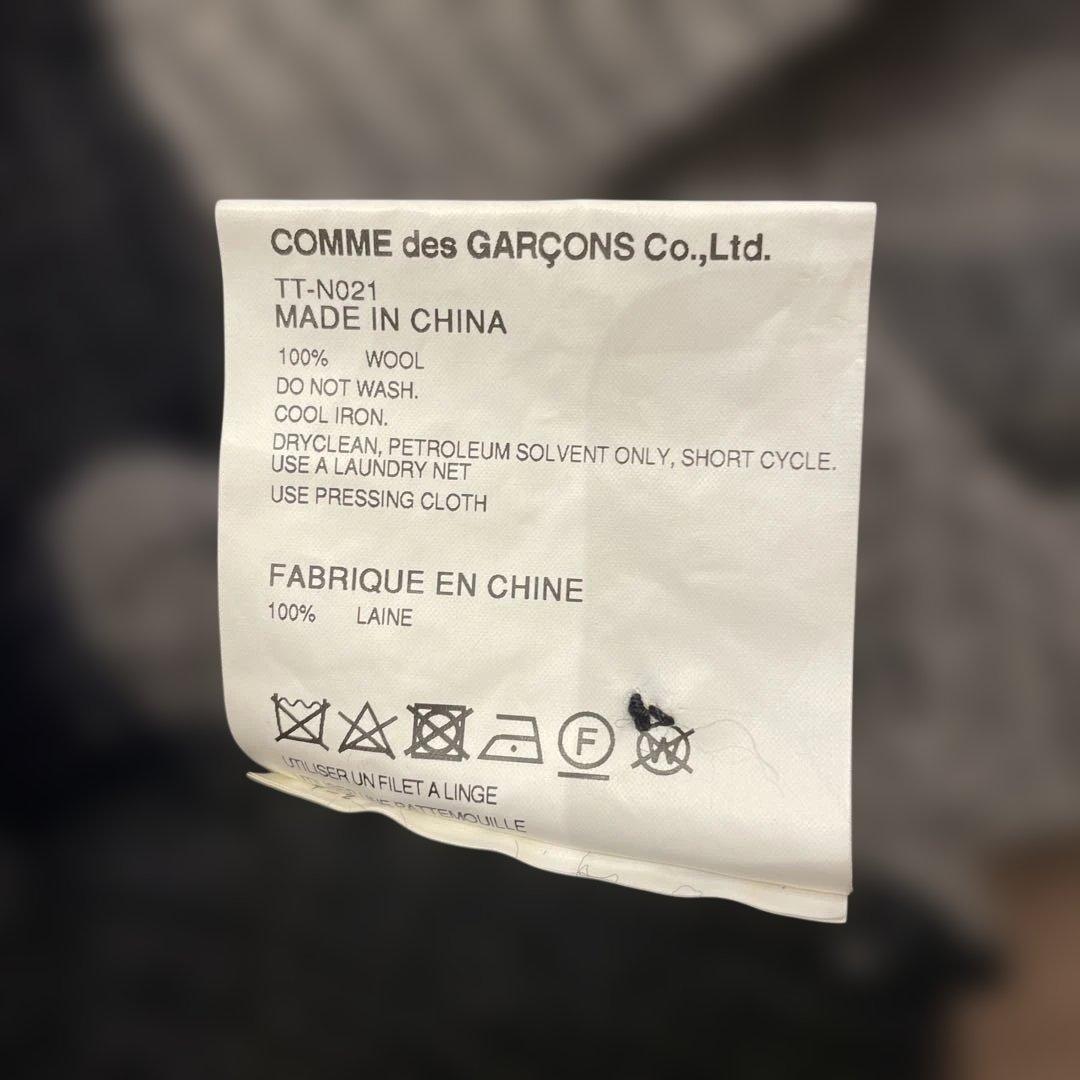 COMME des GARÇONS Co.,Ltd.
TT-N021
MADE IN CHINA
100% WOOL
DO NOT WASH.
COOL IRON.
DRYCLEAN, PETROLEUM SOLVENT ONLY, SHORT CYCLE.
USE A LAUNDRY NET
USE PRESSING CLOTH
FABRIQUE EN CHINE
100% LAINE
F W
UTILISER UN FILET A LINGE
UNE PATTEMOUILLE